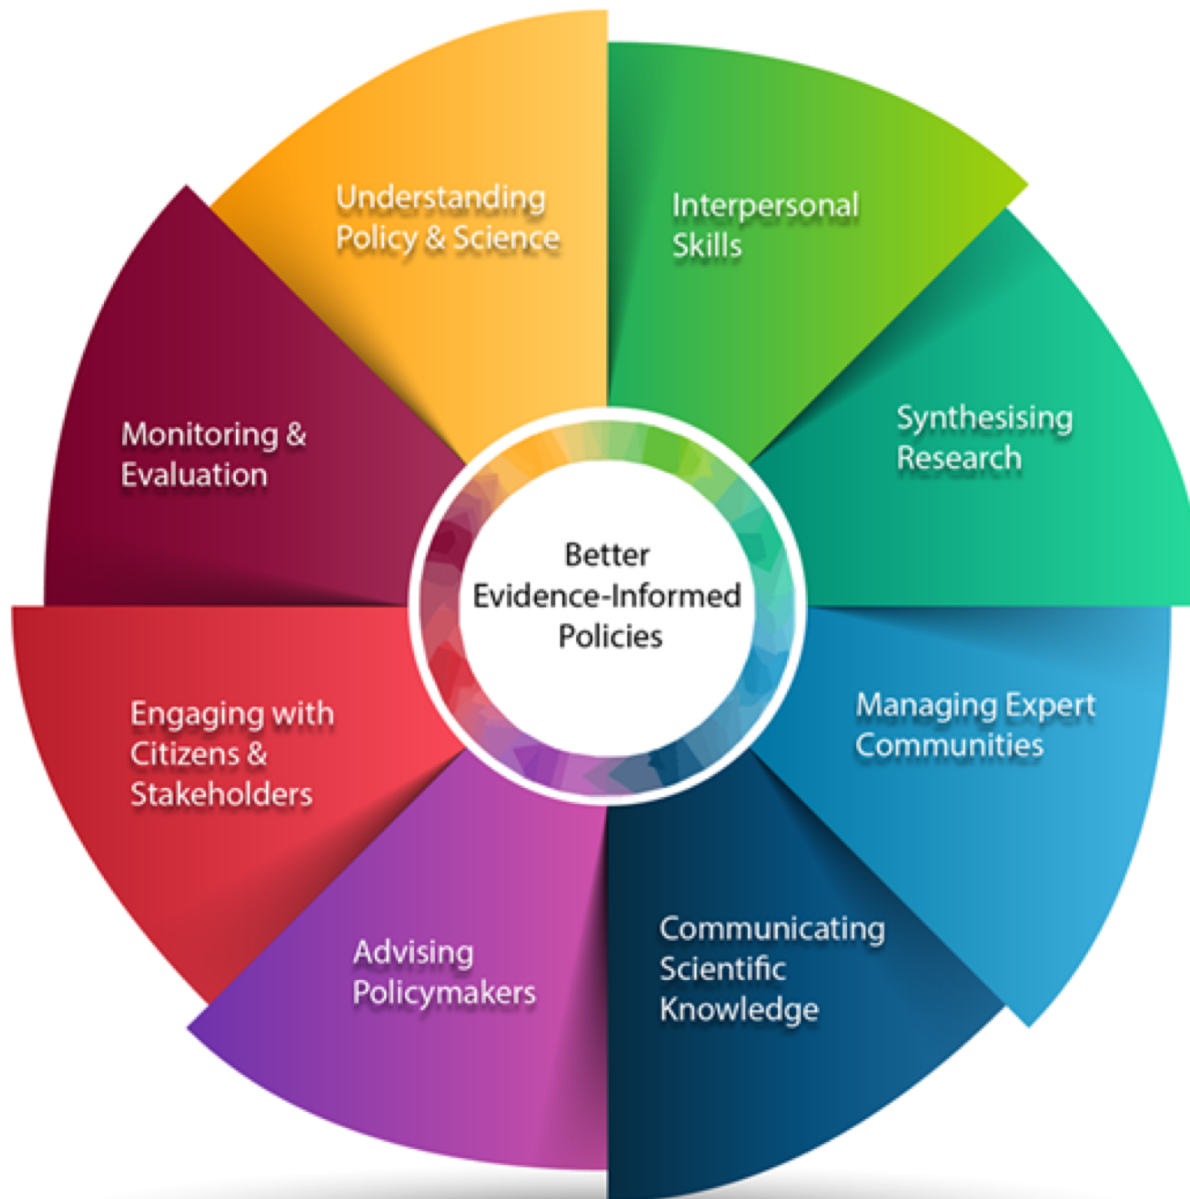 Understanding
Policy & Science
Interpersonal
Skills
Synthesising
Research
Managing Expert
Communities
Communicating
Scientific
Knowledge
Advising
Policymakers
Engaging with
Citizens &
Stakeholders
Monitoring &
Evaluation
Better
Evidence-Informed
Policies